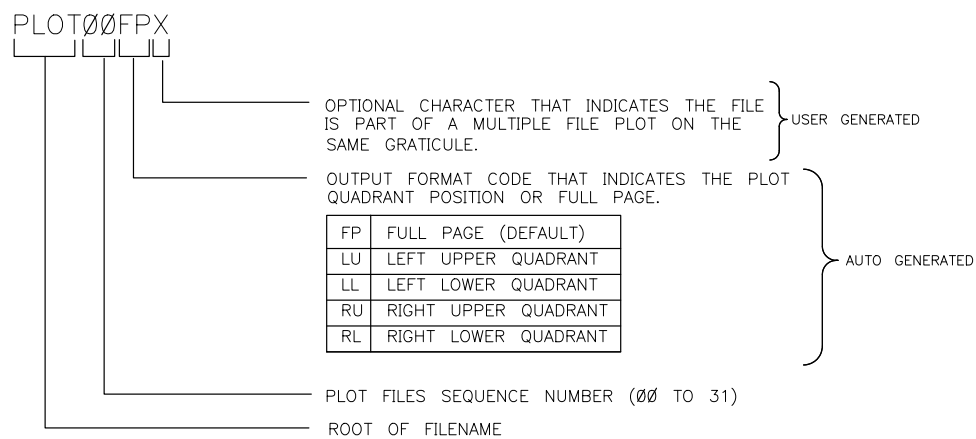 PLOTØØFPX
OPTIONAL CHARACTER THAT INDICATES THE FILE
IS PART OF A MULTIPLE FILE PLOT ON THE
SAME GRATICULE.
USER GENERATED
OUTPUT FORMAT CODE THAT INDICATES THE PLOT
QUADRANT POSITION OR FULL PAGE.
FP FULL PAGE (DEFAULT)
LU LEFT UPPER QUADRANT
LL LEFT LOWER QUADRANT
RU RIGHT UPPER QUADRANT
RL RIGHT LOWER QUADRANT
AUTO GENERATED
PLOT FILES SEQUENCE NUMBER (ØØ TO 31)
ROOT OF FILENAME